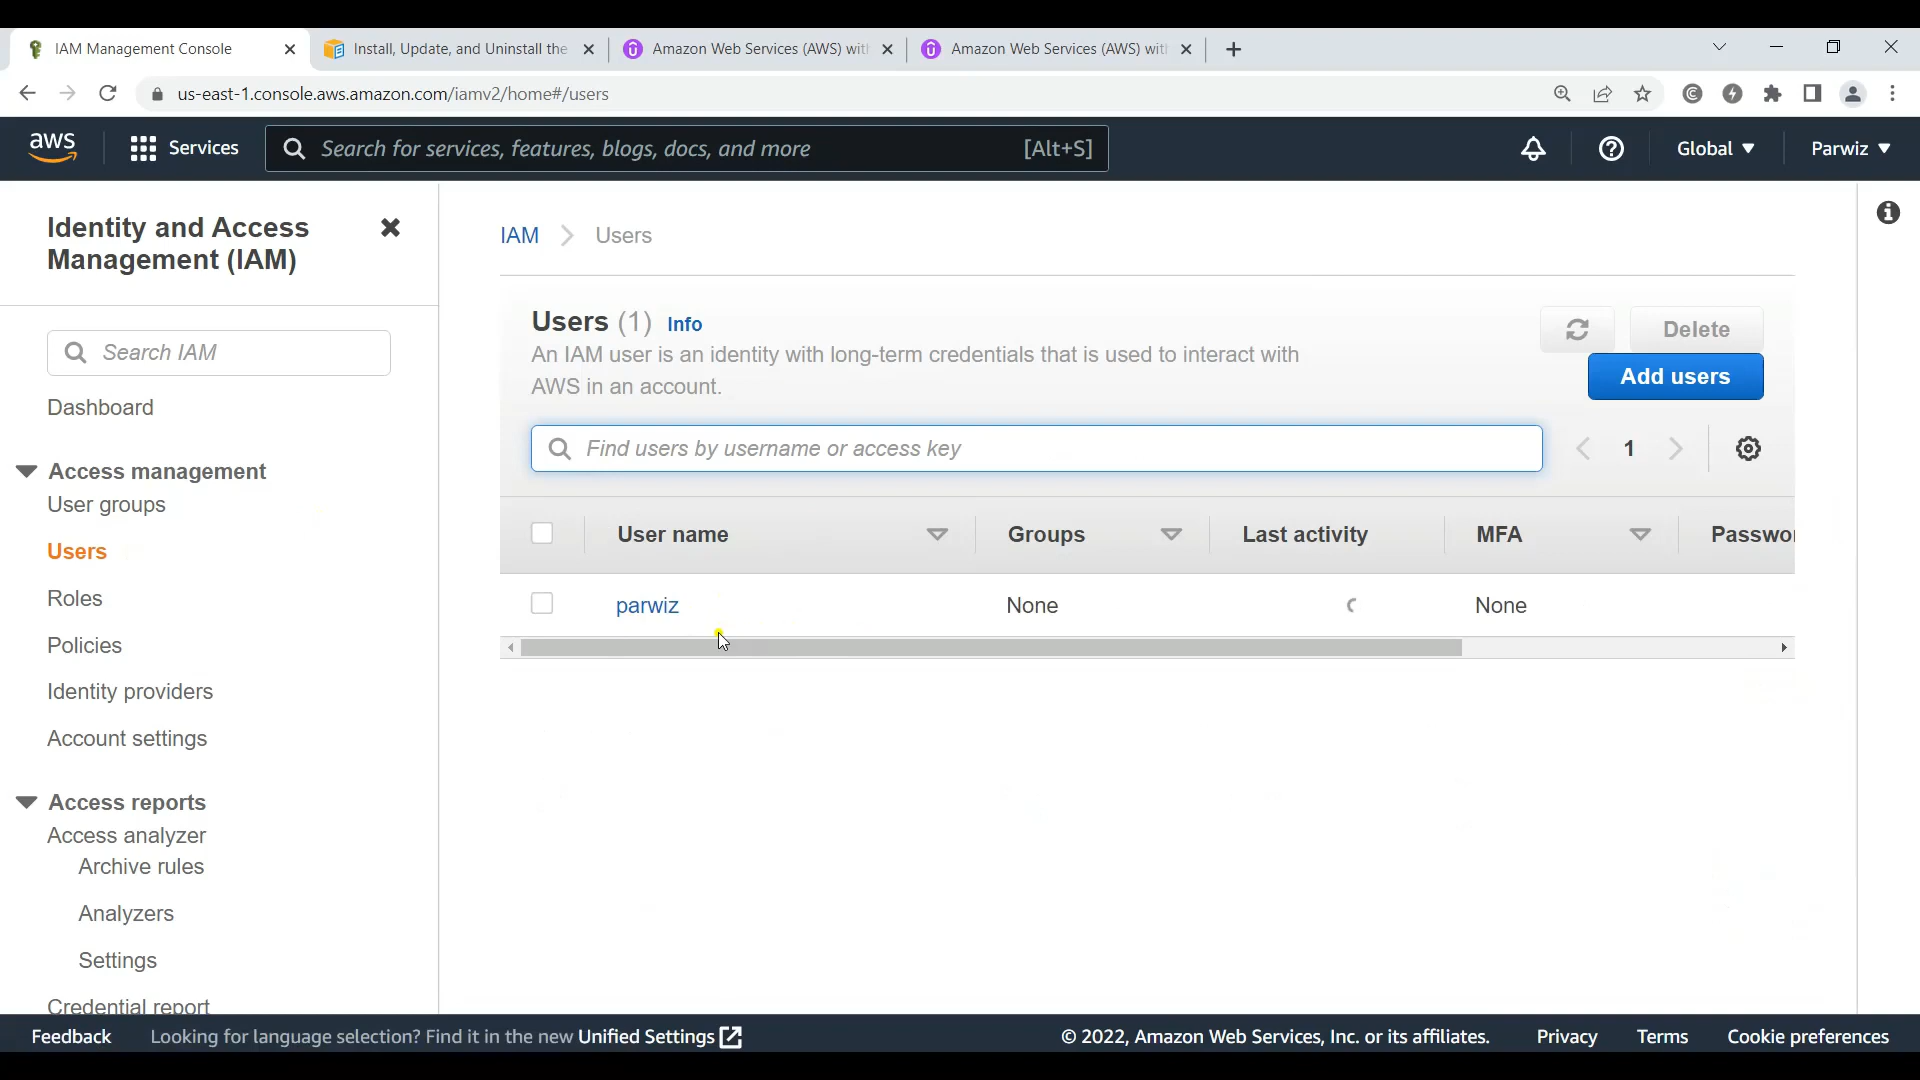 IAM Management Console
Install, Update, and Uninstall the
Amazon Web Services (AWS) wit
Amazon Web Services (AWS) wit
us-east-1.console.aws.amazon.com/iamv2/home#/users
aws
Services
Search for services, features, blogs, docs, and more
[Alt+S]
Global
Parwiz
Identity and Access
Management (IAM)
Search IAM
Dashboard
Access management
User groups
Users
Roles
Policies
Identity providers
Account settings
Access reports
Access analyzer
Archive rules
Analyzers
Settings
Credential report
IAM > Users
Users (1) Info
An IAM user is an identity with long-term credentials that is used to interact with
AWS in an account.
Delete
Add users
Find users by username or access key
1
User name Groups Last activity MFA Passwor
parwiz None None
Feedback
Looking for language selection? Find it in the new Unified Settings
© 2022, Amazon Web Services, Inc. or its affiliates.
Privacy
Terms
Cookie preferences